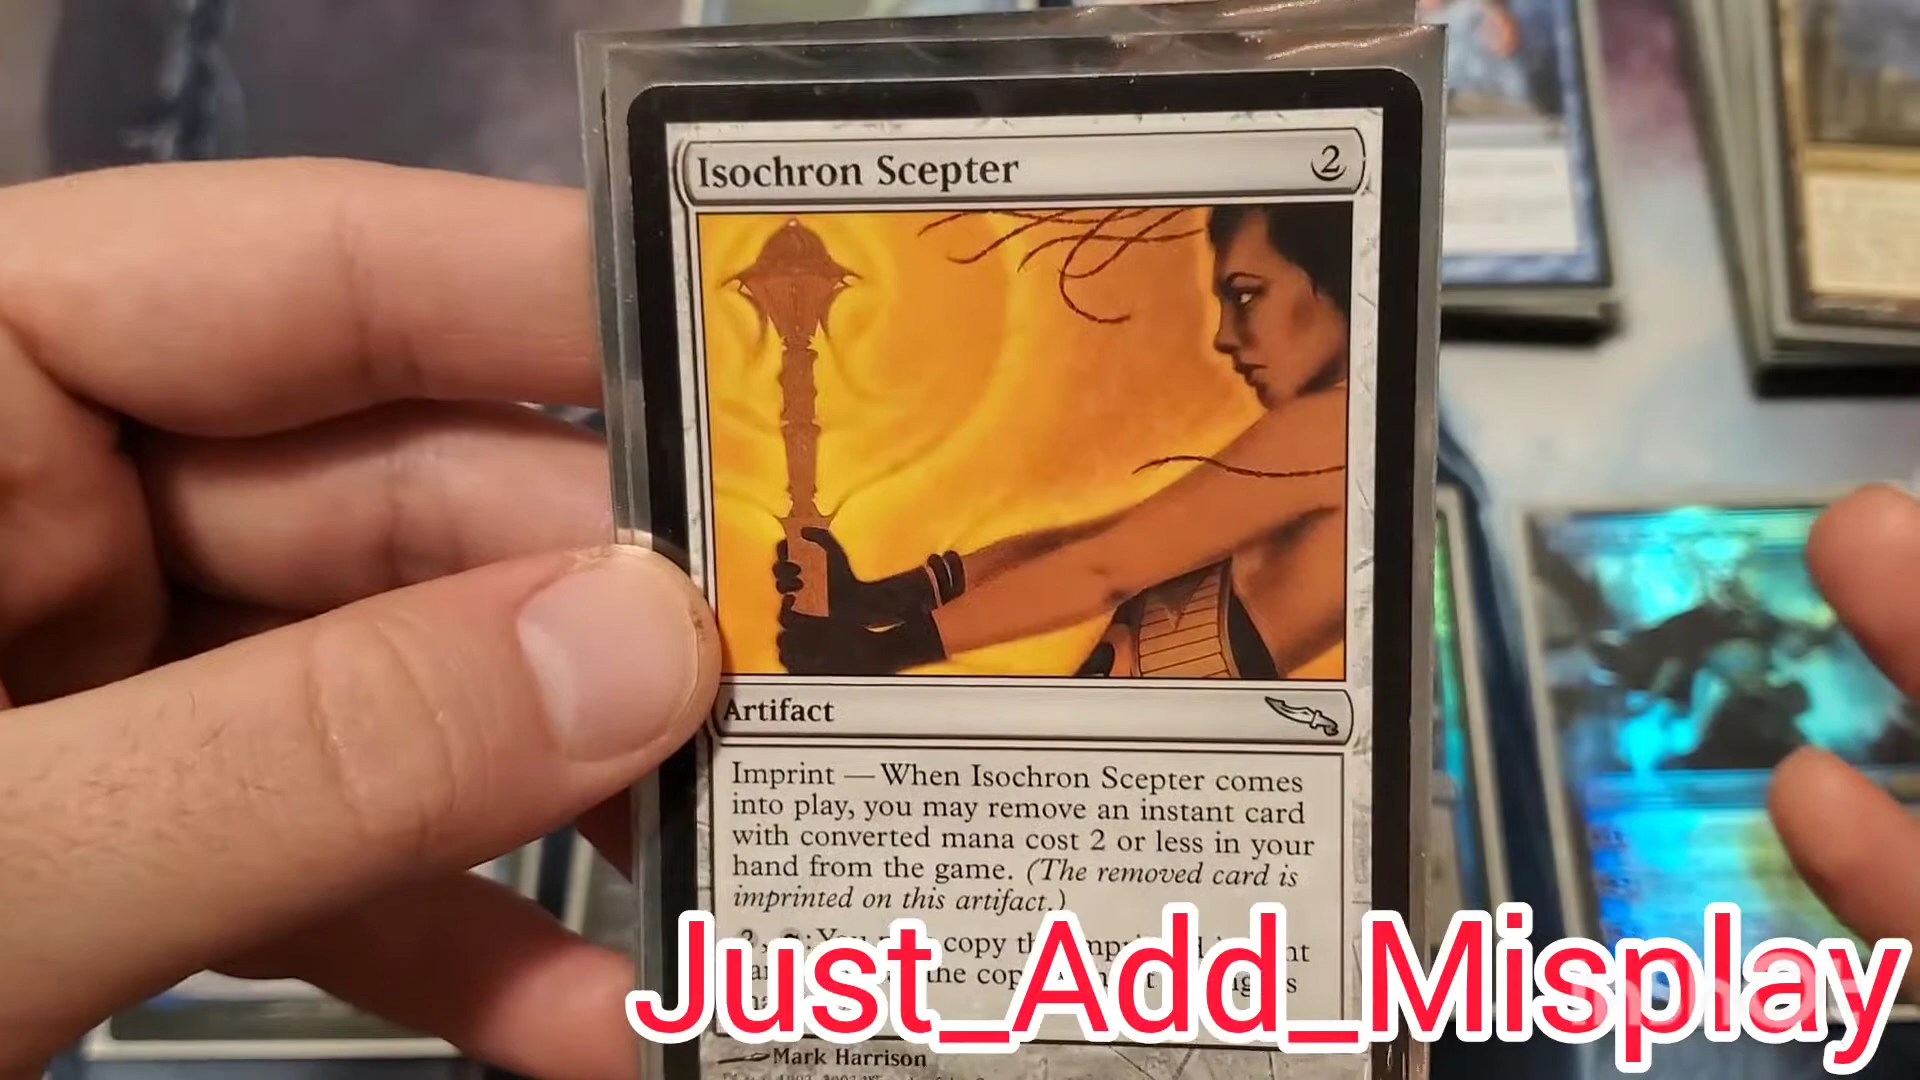 Isochron Scepter 2
Artifact
Imprint — When Isochron Scepter comes
into play, you may remove an instant card
with converted mana cost 2 or less in your
hand from the game. (The removed card is
imprinted on this artifact.)
copy
the
Just_Add_Misplay
Mark Harrison